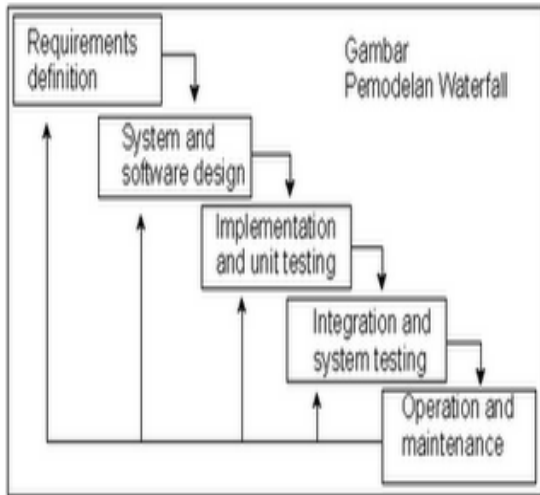 Requirements
definition
Gambar
Pemodelan Waterfall
System and
software design
Implementation
and unit testing
Integration and
system testing
Operation and
maintenance